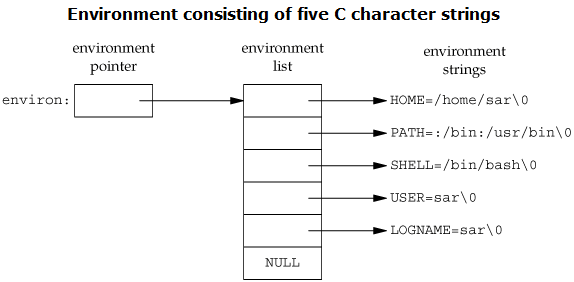 Environment consisting of five C character strings
environment
pointer
environment
list
environment
strings
environ:
HOME=/home/sar\0
PATH=:/bin:/usr/bin\0
SHELL=/bin/bash\0
USER=sar\0
LOGNAME=sar\0
NULL